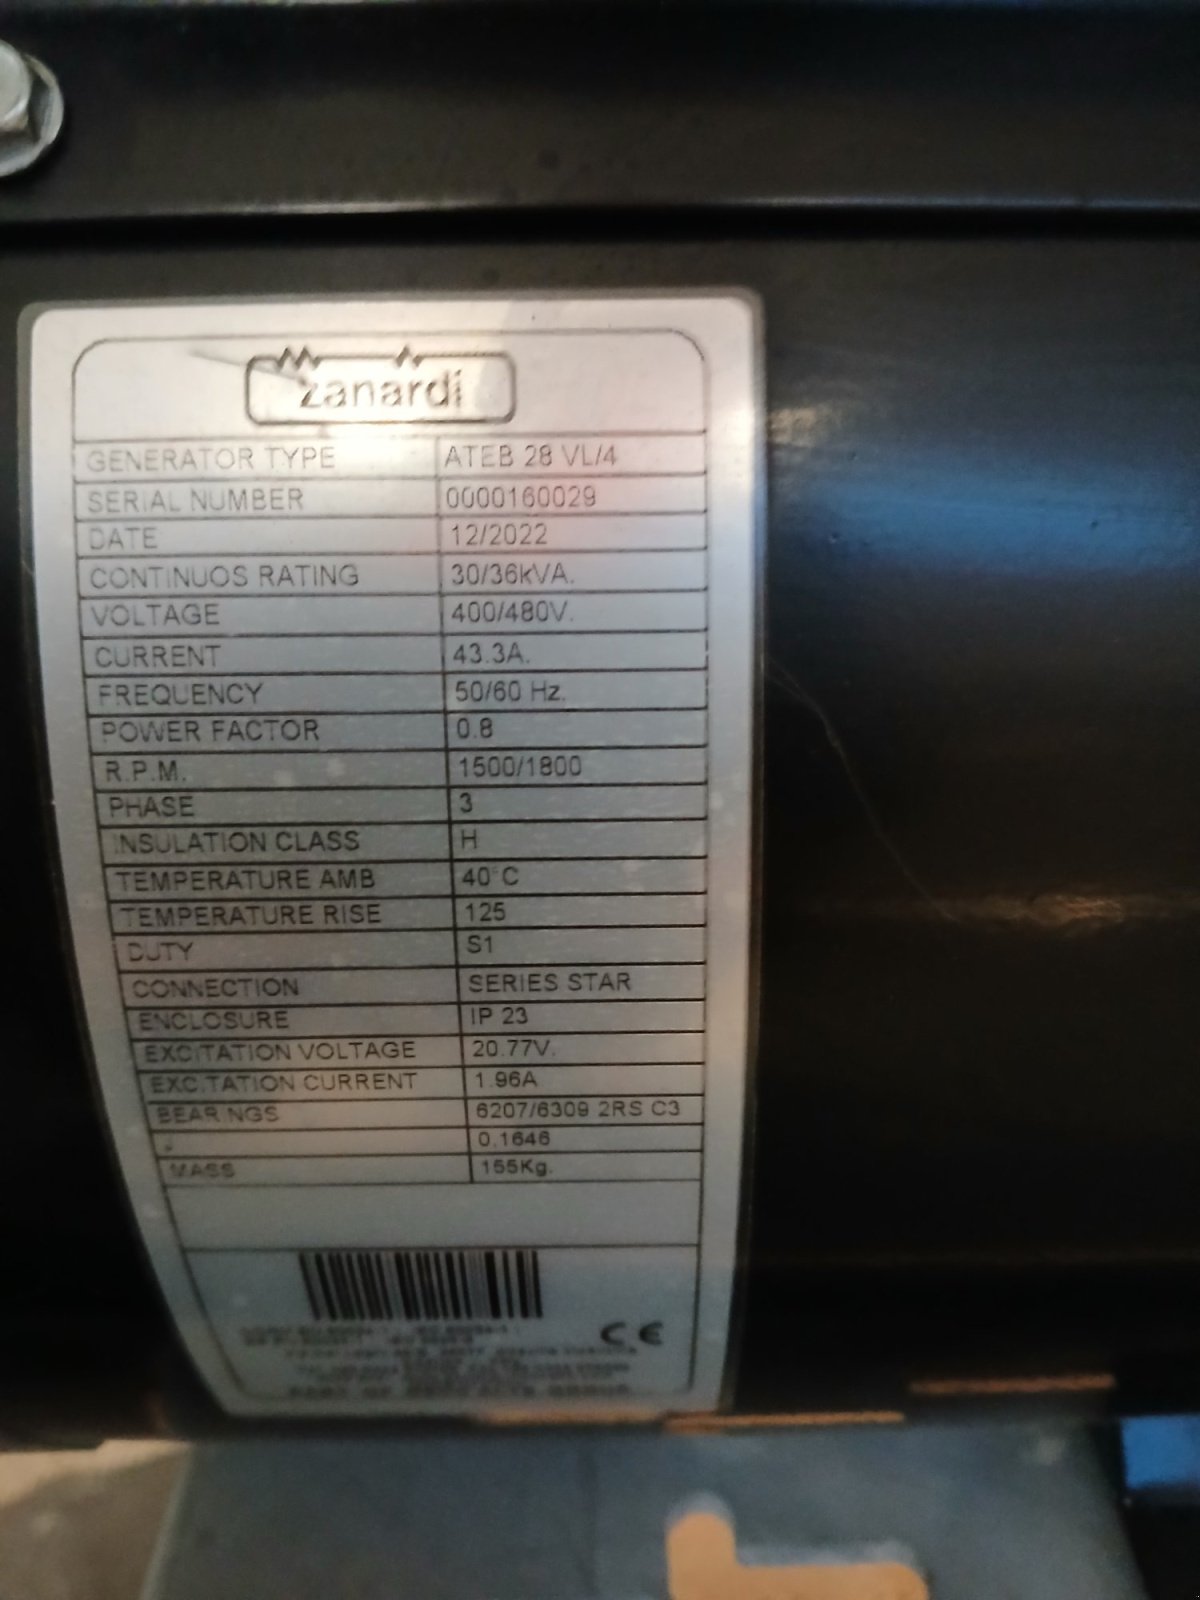 zanardi
GENERATOR TYPE ATEB 28 VL/4
SERIAL NUMBER 0000160029
DATE 12/2022
CONTINUOS RATING 30/36kVA.
VOLTAGE 400/480V.
CURRENT 43.3A.
FREQUENCY 50/60 Hz.
POWER FACTOR 0.8
R.P.M. 1500/1800
PHASE 3
INSULATION CLASS H
TEMPERATURE AMB 40°C
TEMPERATURE RISE 125
DUTY S1
CONNECTION SERIES STAR
ENCLOSURE IP 23
EXCITATION VOLTAGE 20.77V.
EXCITATION CURRENT 1.96A
BEARINGS 6207/6309 2RS C3
0.1646
MASS 155Kg.
CE